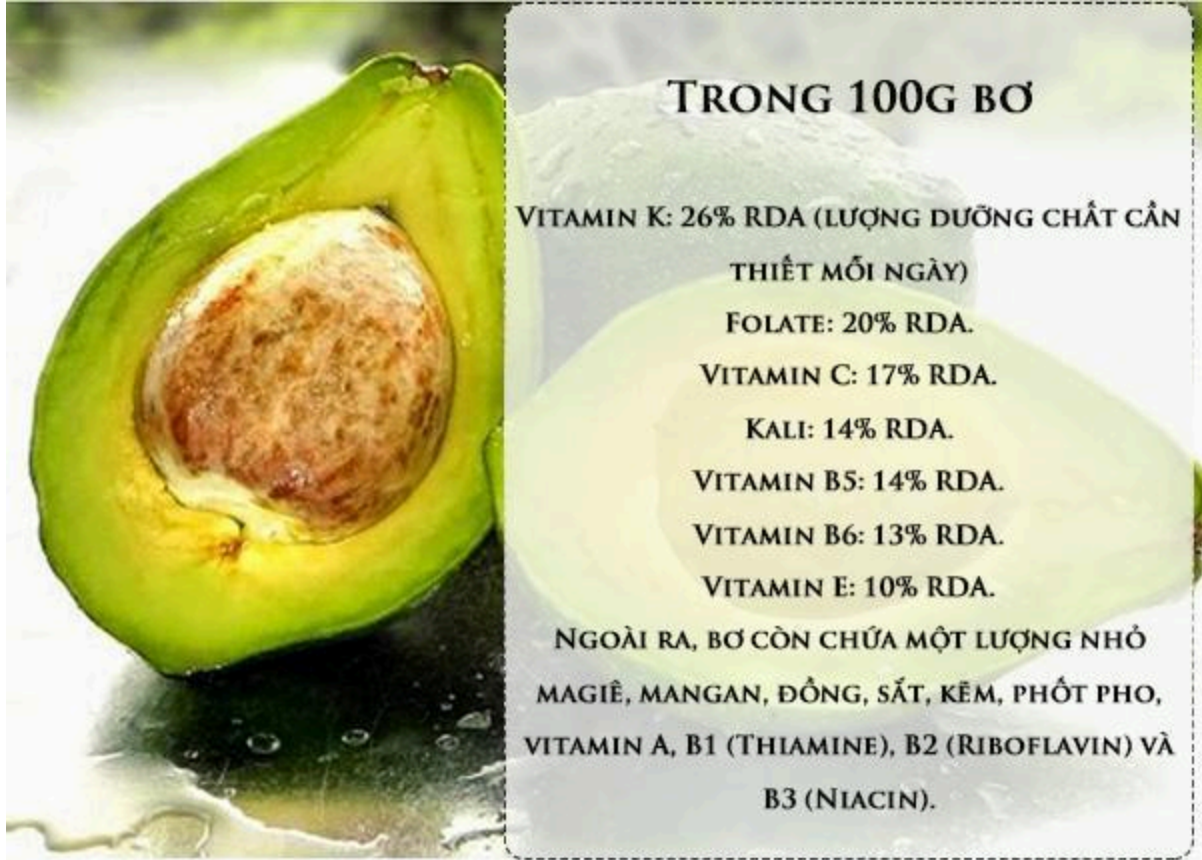 Trong 100g bơ
Vitamin K: 26% RDA (lượng dưỡng chất cần
thiết mỗi ngày)
Folate: 20% RDA.
Vitamin C: 17% RDA.
Kali: 14% RDA.
Vitamin B5: 14% RDA.
Vitamin B6: 13% RDA.
Vitamin E: 10% RDA.
Ngoài ra, bơ còn chứa một lượng nhỏ
magiê, mangan, đồng, sắt, kẽm, phốt pho,
vitamin A, B1 (Thiamine), B2 (Riboflavin) và
B3 (Niacin).